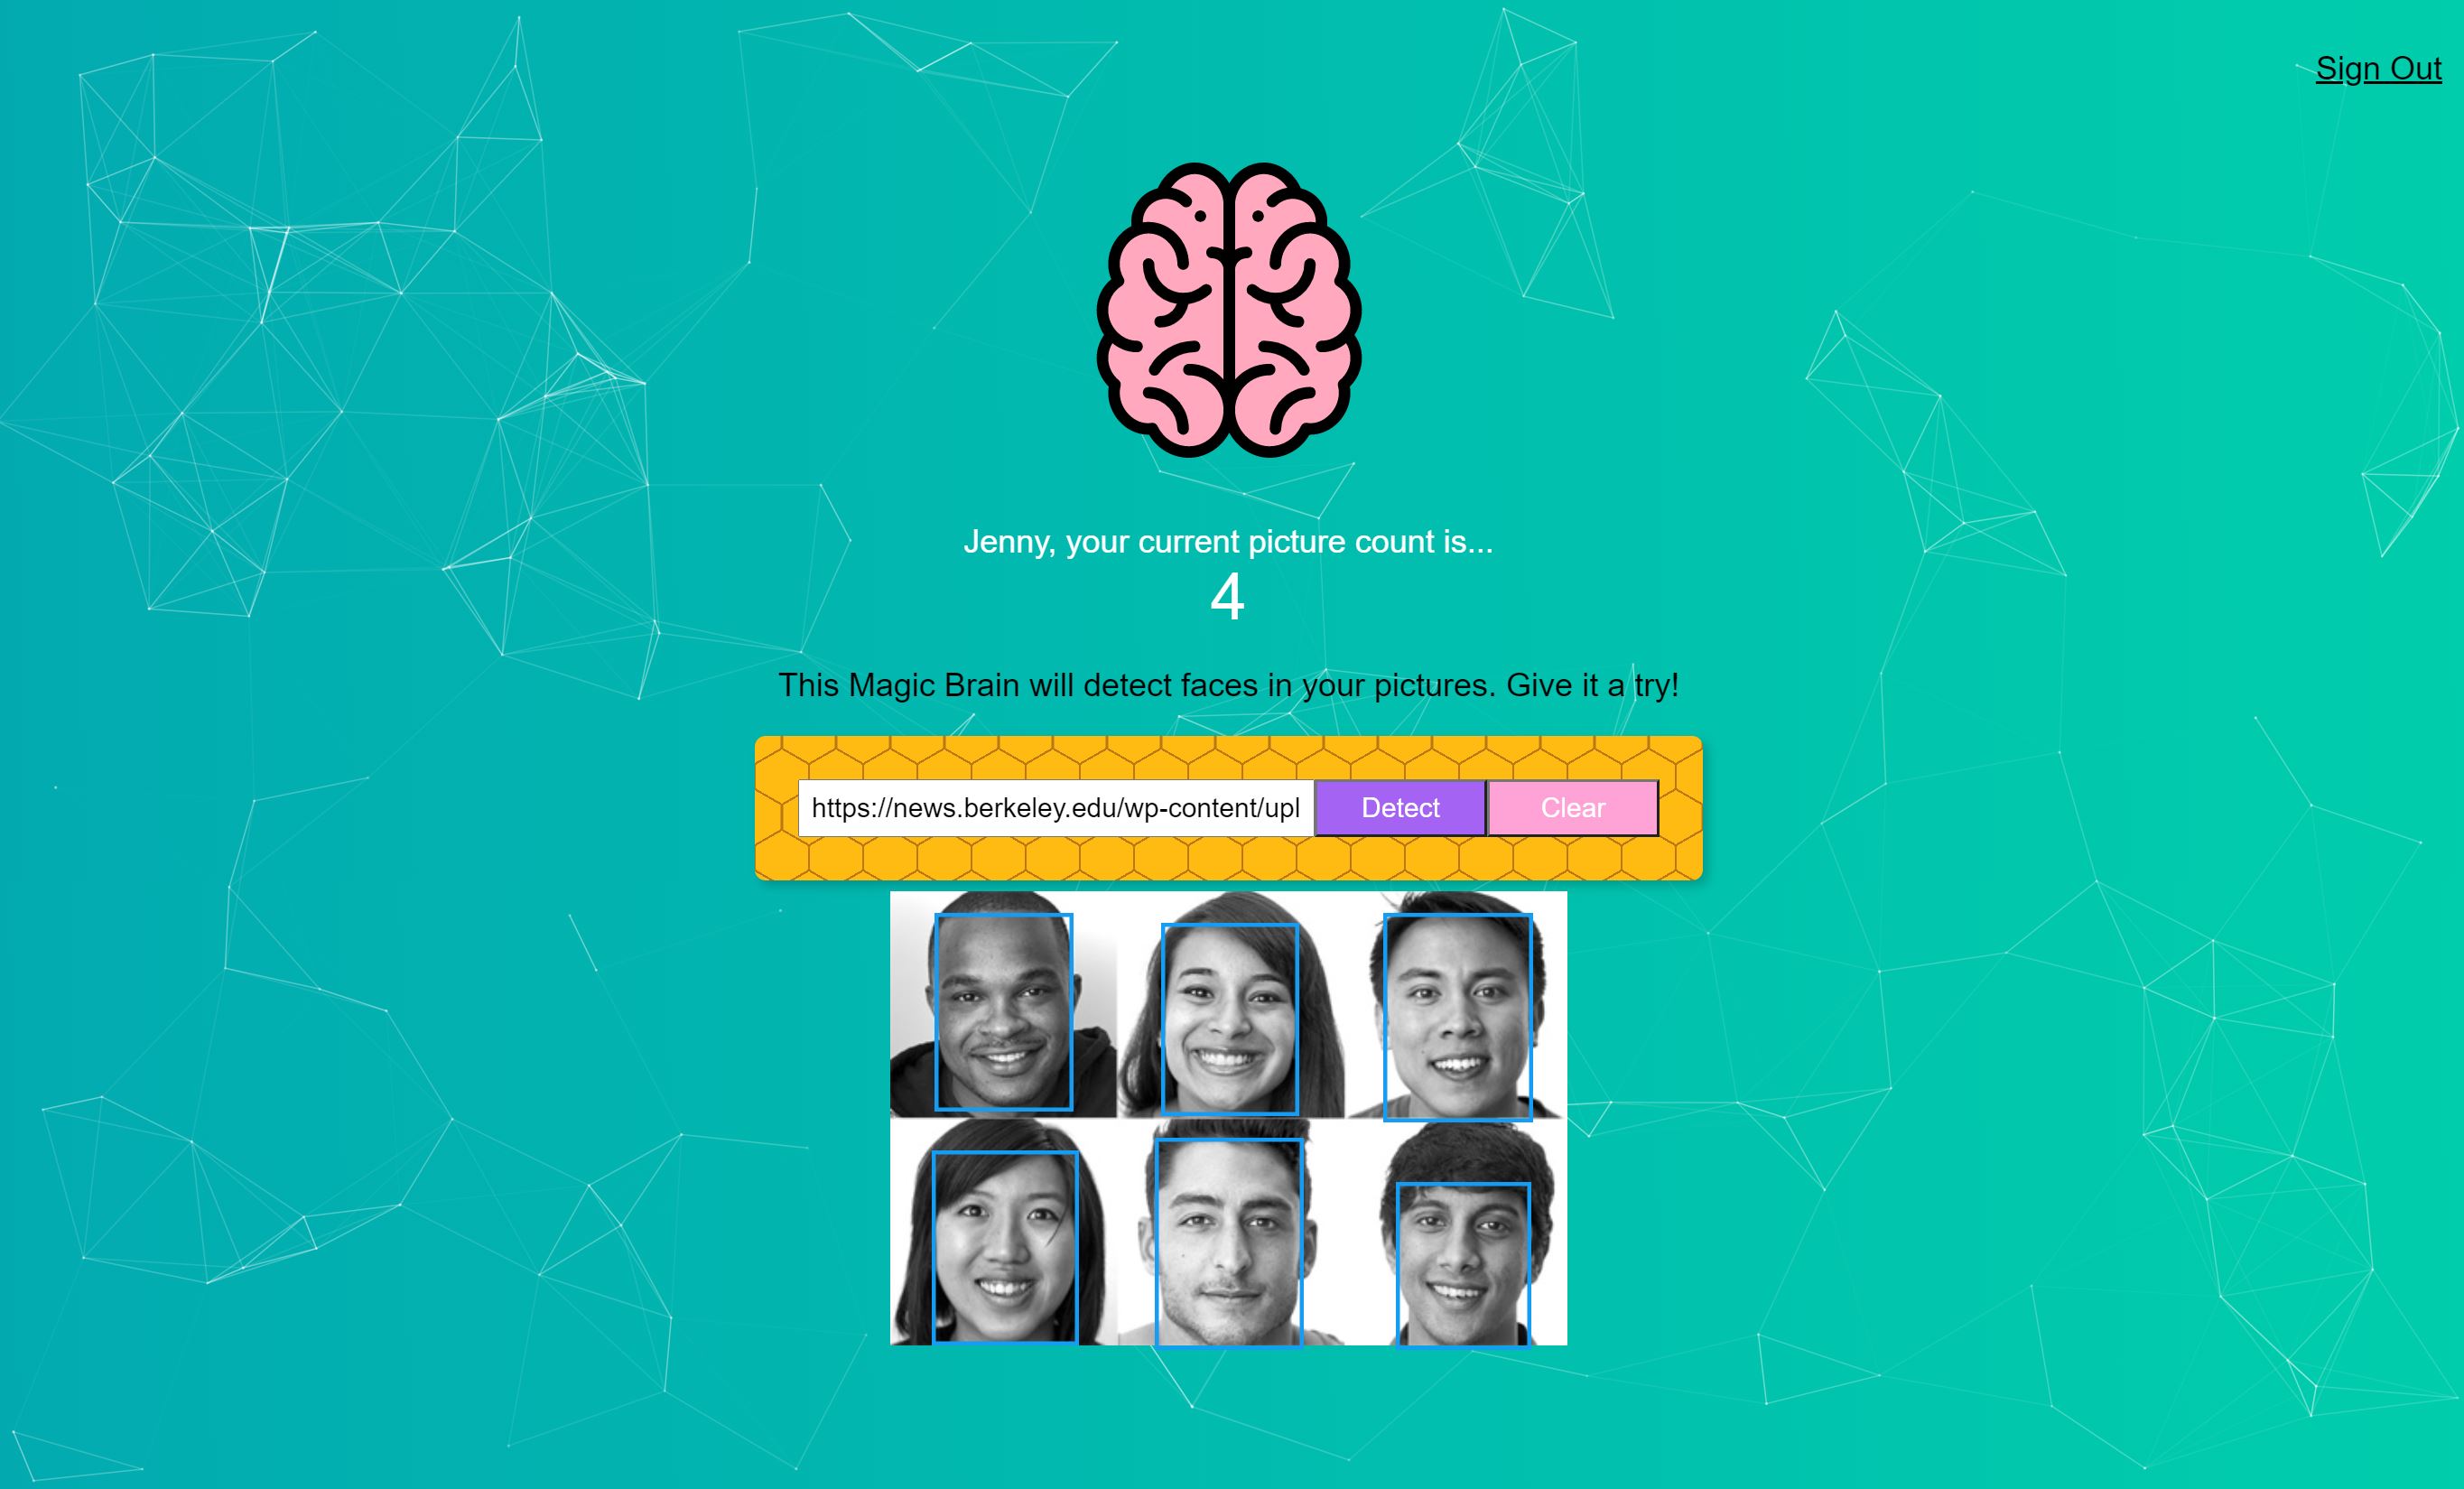 Sign Out
Jenny, your current picture count is...
4
This Magic Brain will detect faces in your pictures. Give it a try!
https://news.berkeley.edu/wp-content/upl Detect Clear